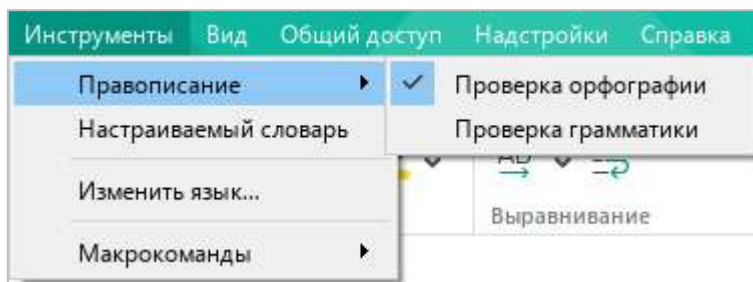 Инструменты Вид Общий доступ Надстройки Справка
Правописание Проверка орфографии
Настраиваемый словарь Проверка грамматики
Изменить язык...
Выравнивание
Макрокоманды